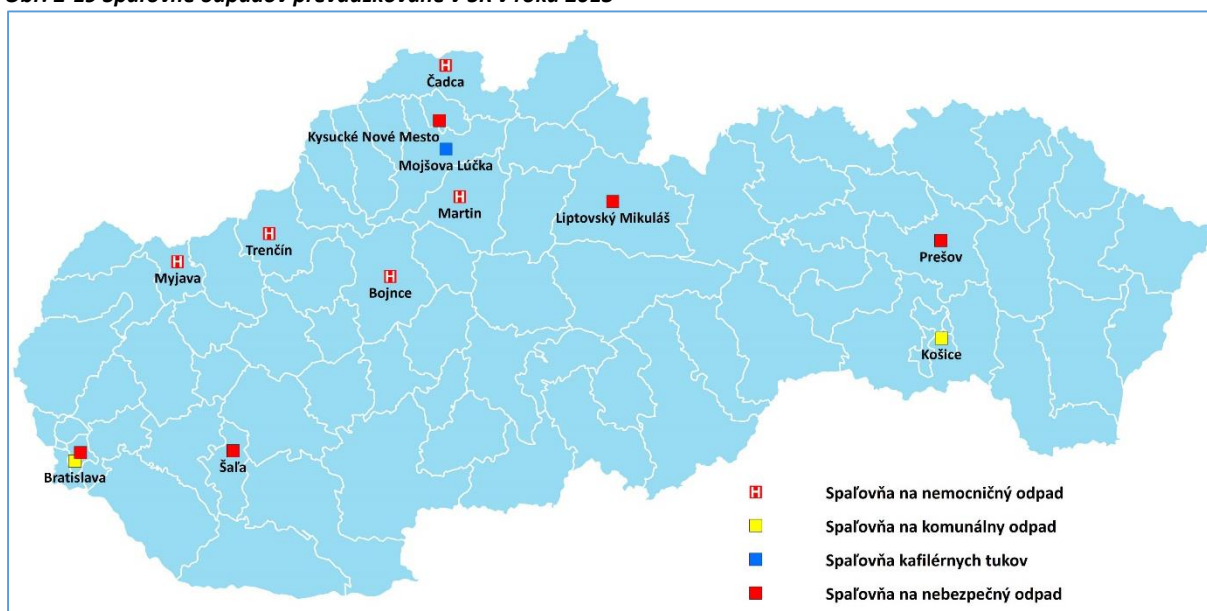 Čadca
Kysucké Nové Mesto
Mojšova Lúčka
Martin
Liptovský Mikuláš
Trenčín
Prešov
Myjava
Bojnce
Košice
Bratislava
Šaľa
Spaľovňa na nemocničný odpad
Spaľovňa na komunálny odpad
Spaľovňa kafilérnych tukov
Spaľovňa na nebezpečný odpad